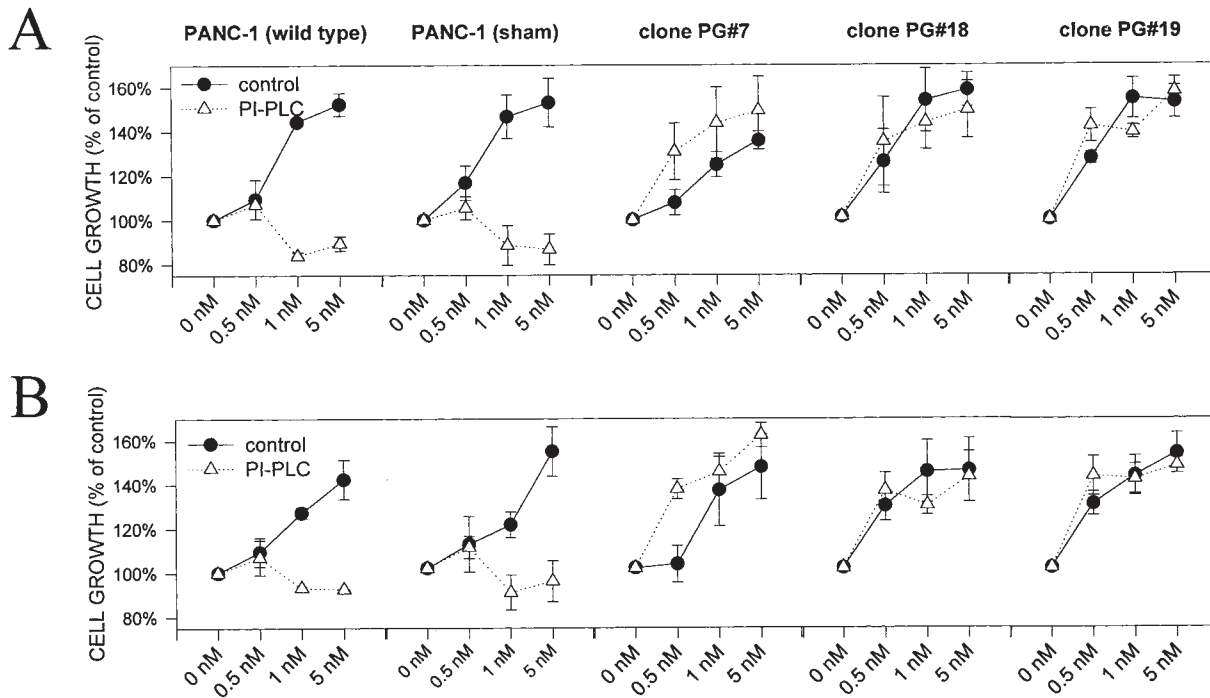 A
PANC-1 (wild type) PANC-1 (sham) clone PG#7 clone PG#18 clone PG#19
CELL GROWTH (% of control)
160%
140%
120%
100%
80%
control
PI-PLC
0 nM 0.5 nM 1 nM 5 nM 0 nM 0.5 nM 1 nM 5 nM 0 nM 0.5 nM 1 nM 5 nM 0 nM 0.5 nM 1 nM 5 nM 0 nM 0.5 nM 1 nM 5 nM
B
CELL GROWTH (% of control)
160%
140%
120%
100%
80%
control
PI-PLC
0 nM 0.5 nM 1 nM 5 nM 0 nM 0.5 nM 1 nM 5 nM 0 nM 0.5 nM 1 nM 5 nM 0 nM 0.5 nM 1 nM 5 nM 0 nM 0.5 nM 1 nM 5 nM